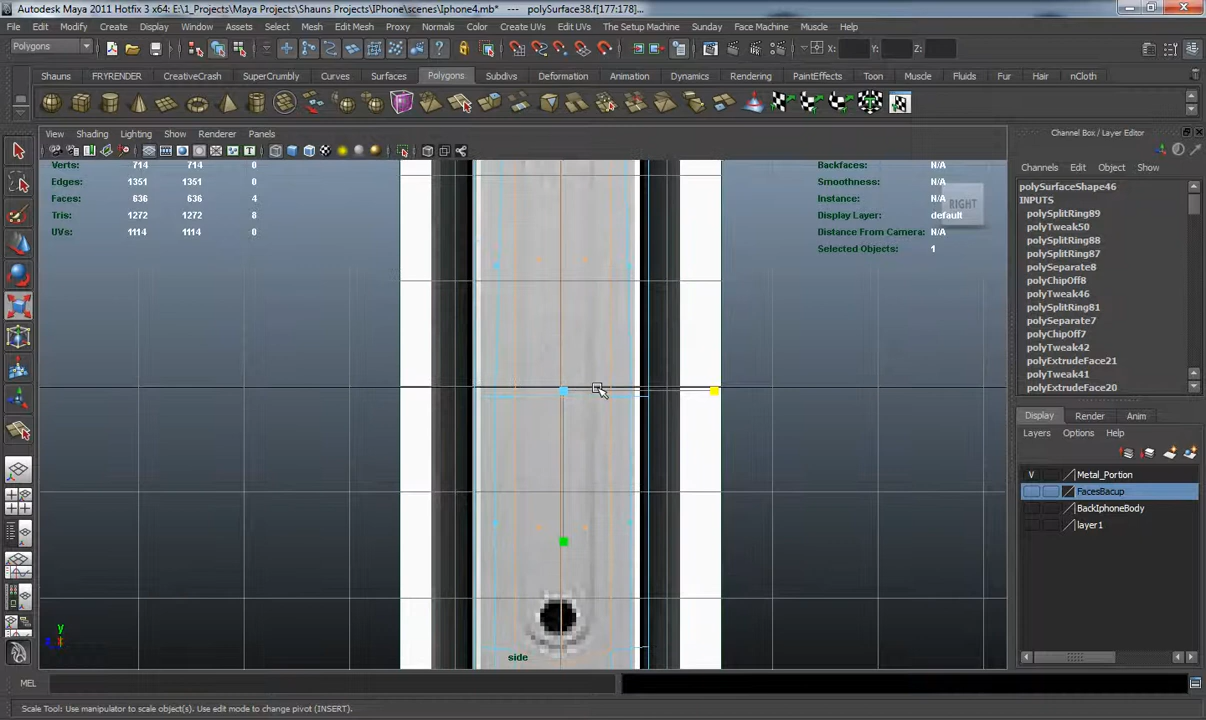 Autodesk Maya 2011 Hotfix 3 x64: E:\1_Projects\Maya Projects\Shauns Projects\IPhone\scenes\Iphone4.mb* --- polySurface38.f[177:178]...
File Edit Modify Create Display Window Assets Select Mesh Edit Mesh Proxy Normals Color Create UVs Edit UVs The Setup Machine Sunday Face Machine Muscle Help
Polygons X: Y: Z:
Shauns FRYRENDER CreativeCrash SuperCrumbly Curves Surfaces Polygons Subdivs Deformation Animation Dynamics Rendering PaintEffects Toon Muscle Fluids Fur Hair nCloth
View Shading Lighting Show Renderer Panels
Channel Box / Layer Editor
Channels Edit Object Show
Verts: 714 714 0
Edges: 1351 1351 0
Faces: 636 636 4
Tris: 1272 1272 8
UVs: 1114 1114 0
Backfaces: N/A
Smoothness: N/A
Instance: N/A
Display Layer: default
Distance From Camera: N/A
Selected Objects: 1
RIGHT
polySurfaceShape46
INPUTS
polySplitRing89
polyTweak50
polySplitRing88
polySplitRing87
polySeparate8
polyChipOff8
polyTweak46
polySplitRing81
polySeparate7
polyChipOff7
polyTweak42
polyExtrudeFace21
polyTweak41
polyExtrudeFace20
Display Render Anim
Layers Options Help
V Metal_Portion
FacesBacup
BackIphoneBody
layer1
y
side
MEL
Scale Tool: Use manipulator to scale object(s). Use edit mode to change pivot (INSERT).